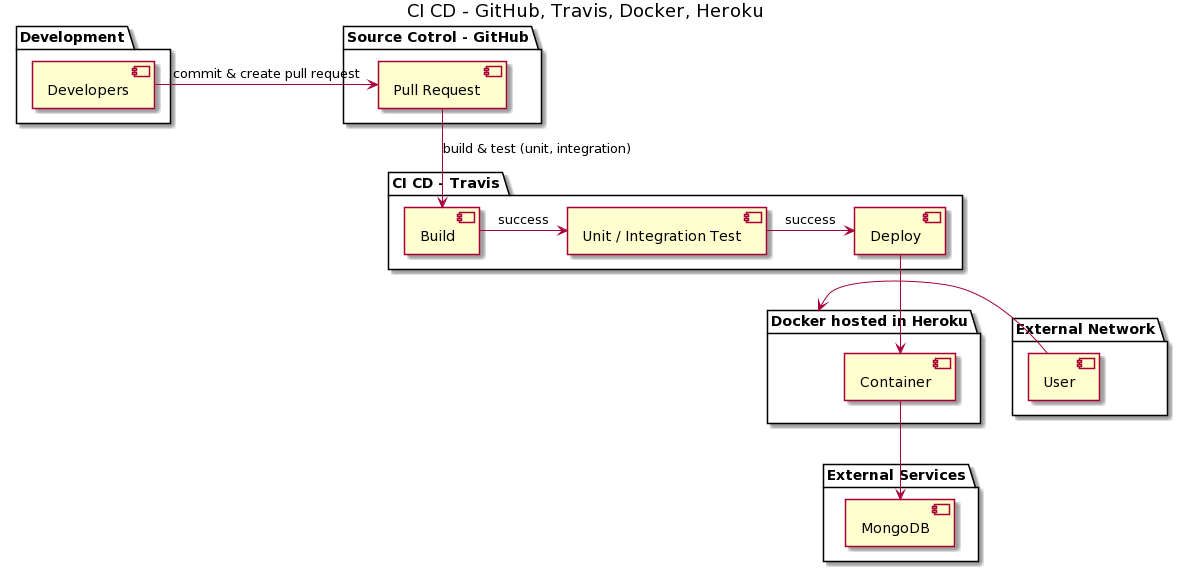 CI CD - GitHub, Travis, Docker, Heroku
Development
Source Cotrol - GitHub
Developers
commit & create pull request
Pull Request
build & test (unit, integration)
CI CD - Travis
Build
success
Unit / Integration Test
success
Deploy
Docker hosted in Heroku
External Network
Container
User
External Services
MongoDB